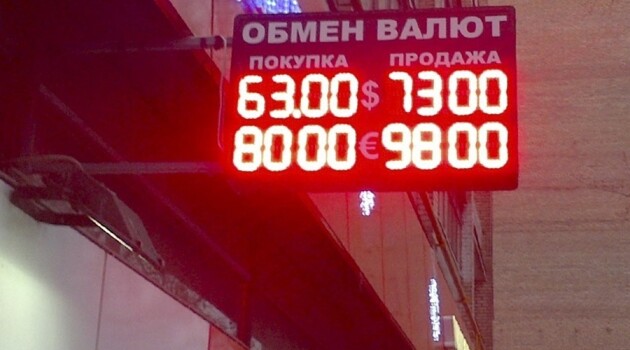 ОБМЕН ВАЛЮТ
ПОКУПКА ПРОДАЖА
63.00 $ 7300
8000 € 9800